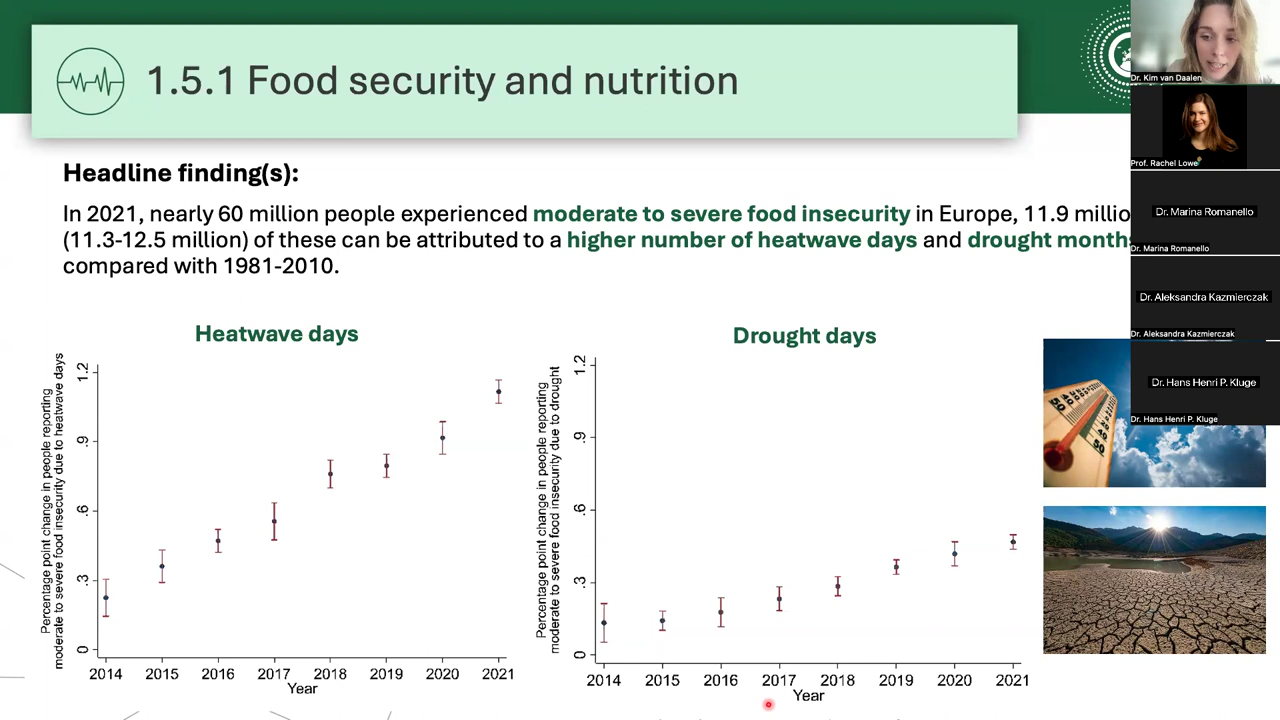 1.5.1 Food security and nutrition
Headline finding(s):
In 2021, nearly 60 million people experienced moderate to severe food insecurity in Europe, 11.9 millio
(11.3-12.5 million) of these can be attributed to a higher number of heatwave days and drought months
compared with 1981-2010.
Heatwave days
Percentage point change in people reporting
moderate to severe food insecurity due to heatwave days
1.2
.9
.6
.3
0
2014 2015 2016 2017 2018 2019 2020 2021
Year
Drought days
Percentage point change in people reporting
moderate to severe food insecurity due to drought
1.2
.9
.6
.3
0
2014 2015 2016 2017 2018 2019 2020 2021
Year
Dr. Kim van Daalen
Prof. Rachel Lowe
Dr. Marina Romanello
Dr. Marina Romanello
Dr. Aleksandra Kazmierczak
Dr. Aleksandra Kazmierczak
Dr. Hans Henri P. Kluge
Dr. Hans Henri P. Kluge